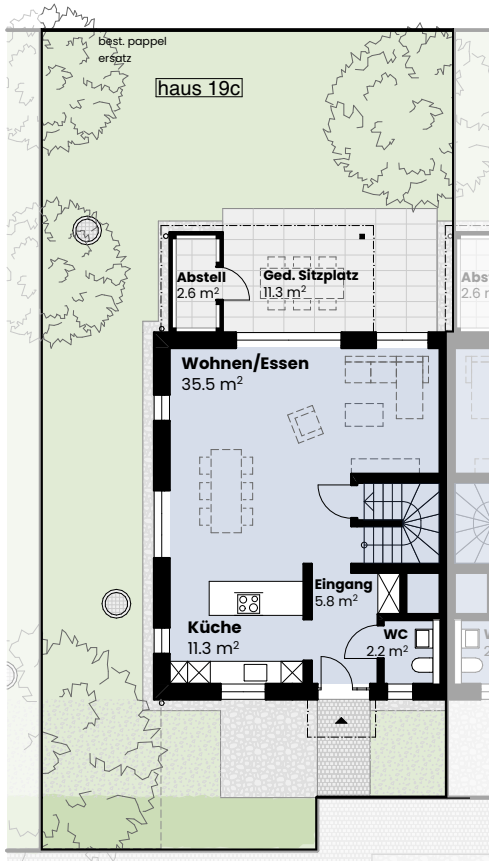 best. pappel
ersatz
haus 19c
Abstell
2.6 m²
Ged. Sitzplatz
11.3 m²
Wohnen/Essen
35.5 m²
Eingang
5.8 m²
Küche
11.3 m²
WC
2.2 m²
Abs
2.6 r